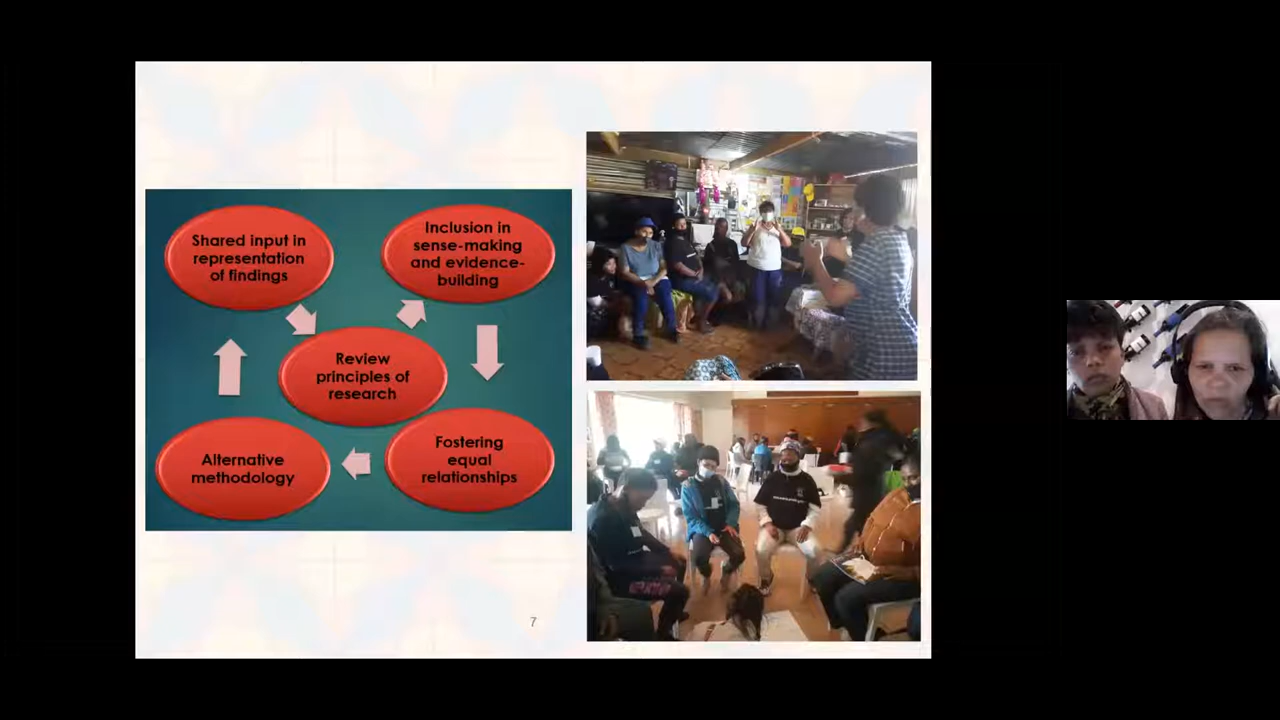 Shared input in
representation
of findings
Inclusion in
sense-making
and evidence-
building
Review
principles of
research
Alternative
methodology
Fostering
equal
relationships
7